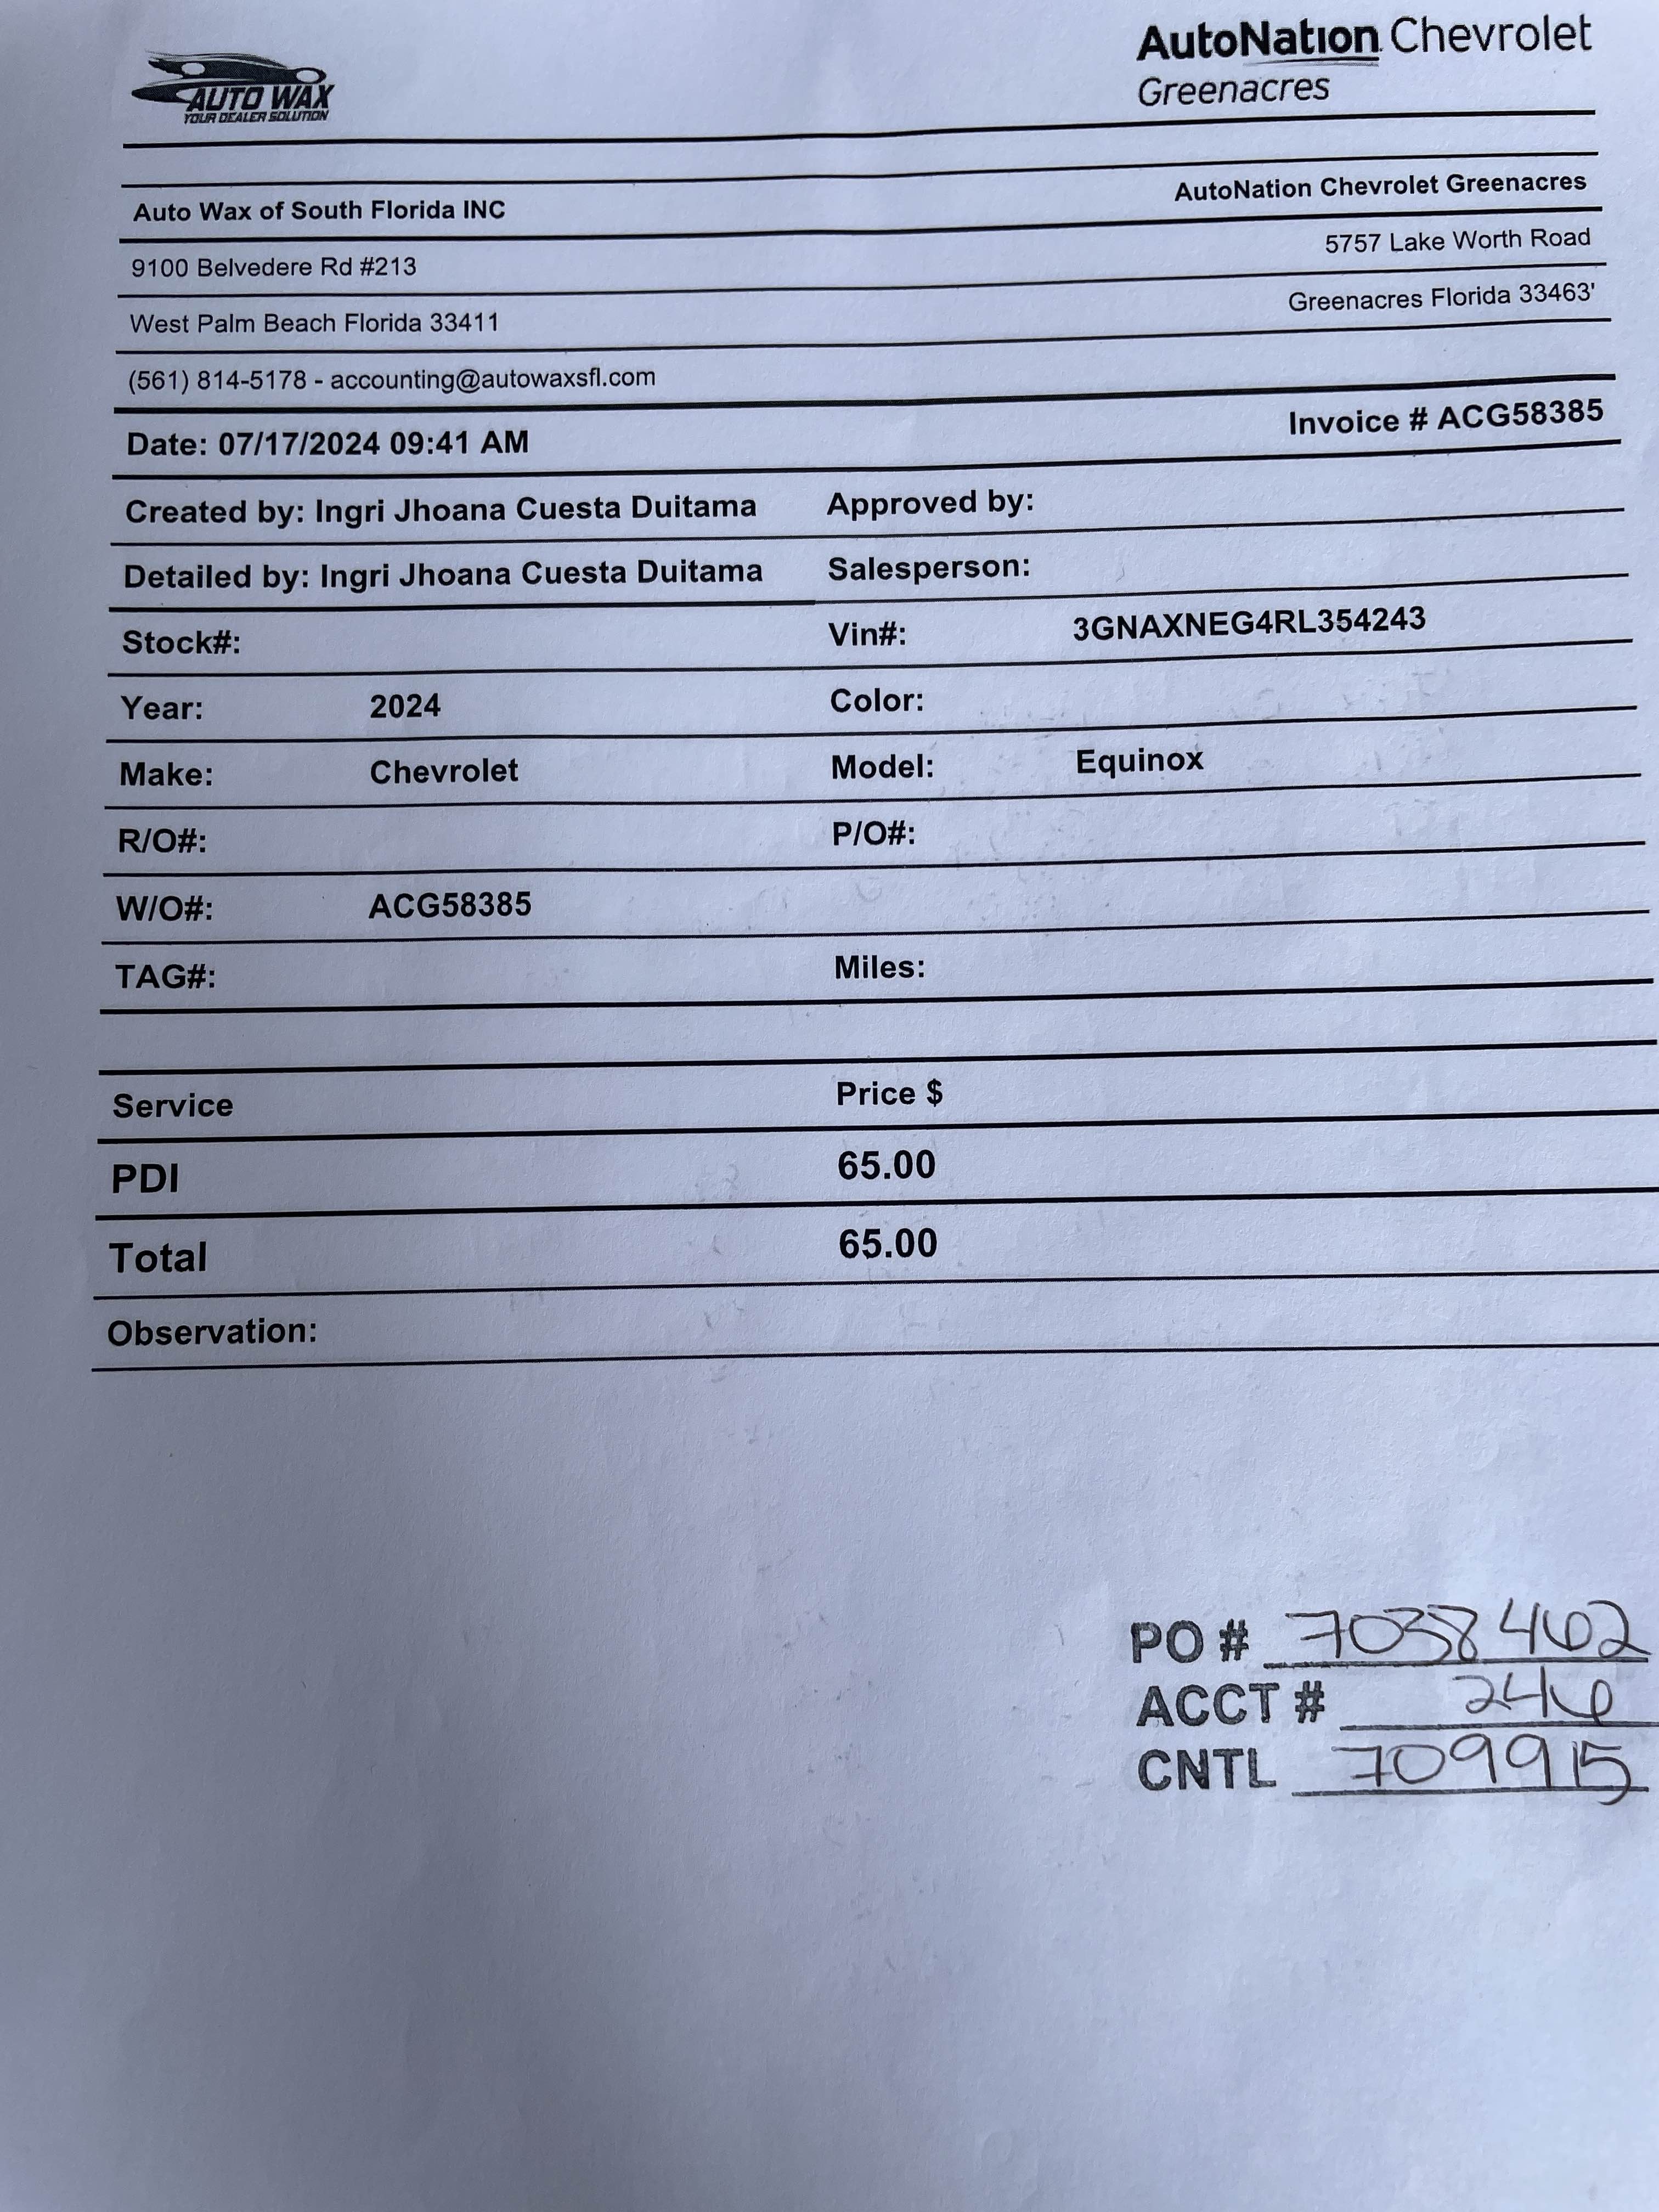 AUTO WAX
YOUR DEALER SOLUTION
AutoNation Chevrolet
Greenacres
Auto Wax of South Florida INC
AutoNation Chevrolet Greenacres
9100 Belvedere Rd #213
5757 Lake Worth Road
West Palm Beach Florida 33411
Greenacres Florida 33463'
(561) 814-5178 - accounting@autowaxsfl.com
Date: 07/17/2024 09:41 AM
Invoice # ACG58385
Created by: Ingri Jhoana Cuesta Duitama Approved by:
Detailed by: Ingri Jhoana Cuesta Duitama Salesperson:
Stock#: Vin#: 3GNAXNEG4RL354243
Year: 2024 Color:
Make: Chevrolet Model: Equinox
R/O#: P/O#:
W/O#: ACG58385
TAG#: Miles:
Service Price $
PDI 65.00
Total 65.00
Observation:
PO # 7038462
ACCT # 246
CNTL 709915